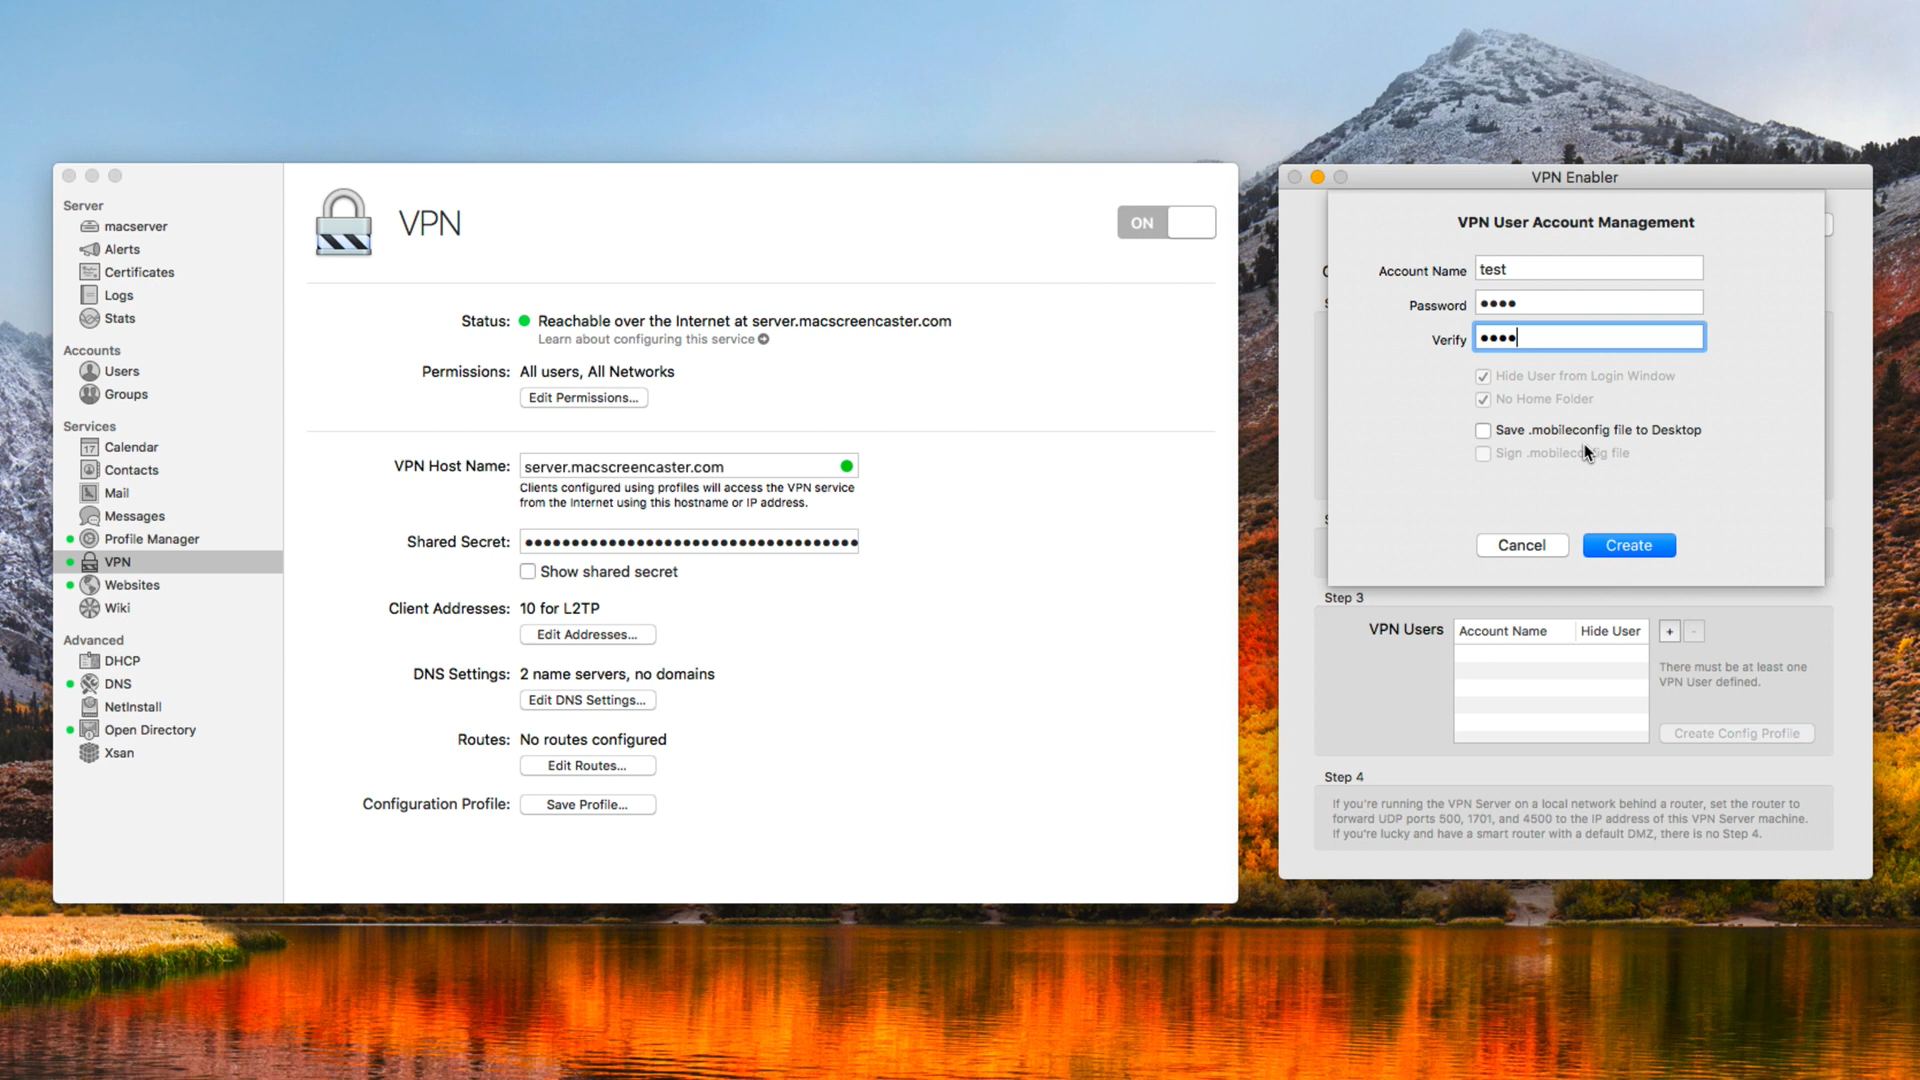 Server
macserver
Alerts
Certificates
Logs
Stats
Accounts
Users
Groups
Services
Calendar
Contacts
Mail
Messages
Profile Manager
VPN
Websites
Wiki
Advanced
DHCP
DNS
NetInstall
Open Directory
Xsan
VPN
ON
Status: Reachable over the Internet at server.macscreencaster.com
Learn about configuring this service
Permissions: All users, All Networks
Edit Permissions...
VPN Host Name: server.macscreencaster.com
Clients configured using profiles will access the VPN service
from the Internet using this hostname or IP address.
Shared Secret: ••••••••••••••••••••••••••••••••••••
Show shared secret
Client Addresses: 10 for L2TP
Edit Addresses...
DNS Settings: 2 name servers, no domains
Edit DNS Settings...
Routes: No routes configured
Edit Routes...
Configuration Profile: Save Profile...
VPN Enabler
VPN User Account Management
Account Name test
Password ••••
Verify ••••
Hide User from Login Window
No Home Folder
Save .mobileconfig file to Desktop
Sign .mobileconfig file
Cancel Create
Step 3
VPN Users Account Name Hide User + -
There must be at least one
VPN User defined.
Create Config Profile
Step 4
If you're running the VPN Server on a local network behind a router, set the router to
forward UDP ports 500, 1701, and 4500 to the IP address of this VPN Server machine.
If you're lucky and have a smart router with a default DMZ, there is no Step 4.